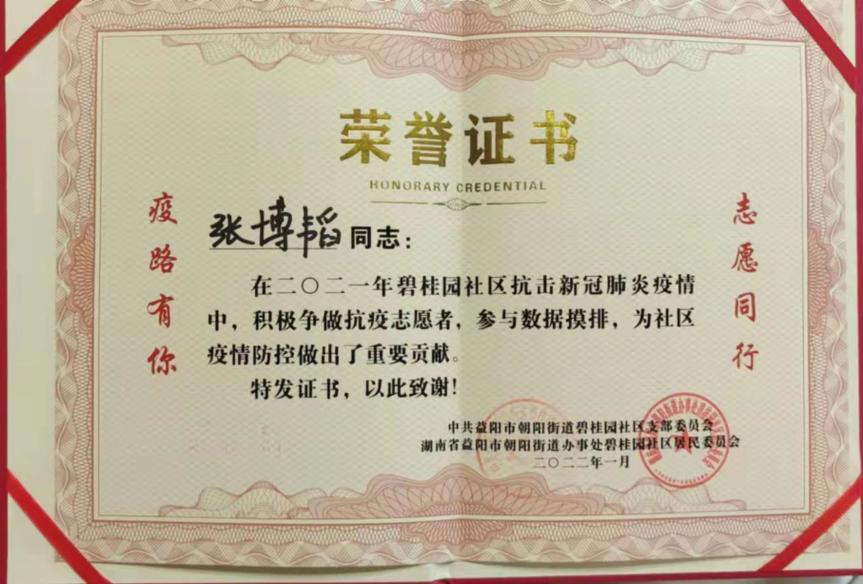 荣誉证书
HONORARY CREDENTIAL
疫路有你
志愿同行
张博韬同志：
在二〇二一年碧桂园社区抗击新冠肺炎疫情
中，积极争做抗疫志愿者，参与数据摸排，为社区
疫情防控做出了重要贡献。
特发证书，以此致谢！
中共益阳市朝阳街道碧桂园社区支部委员会
湖南省益阳市朝阳街道办事处碧桂园社区居民委员会
二〇二二年一月